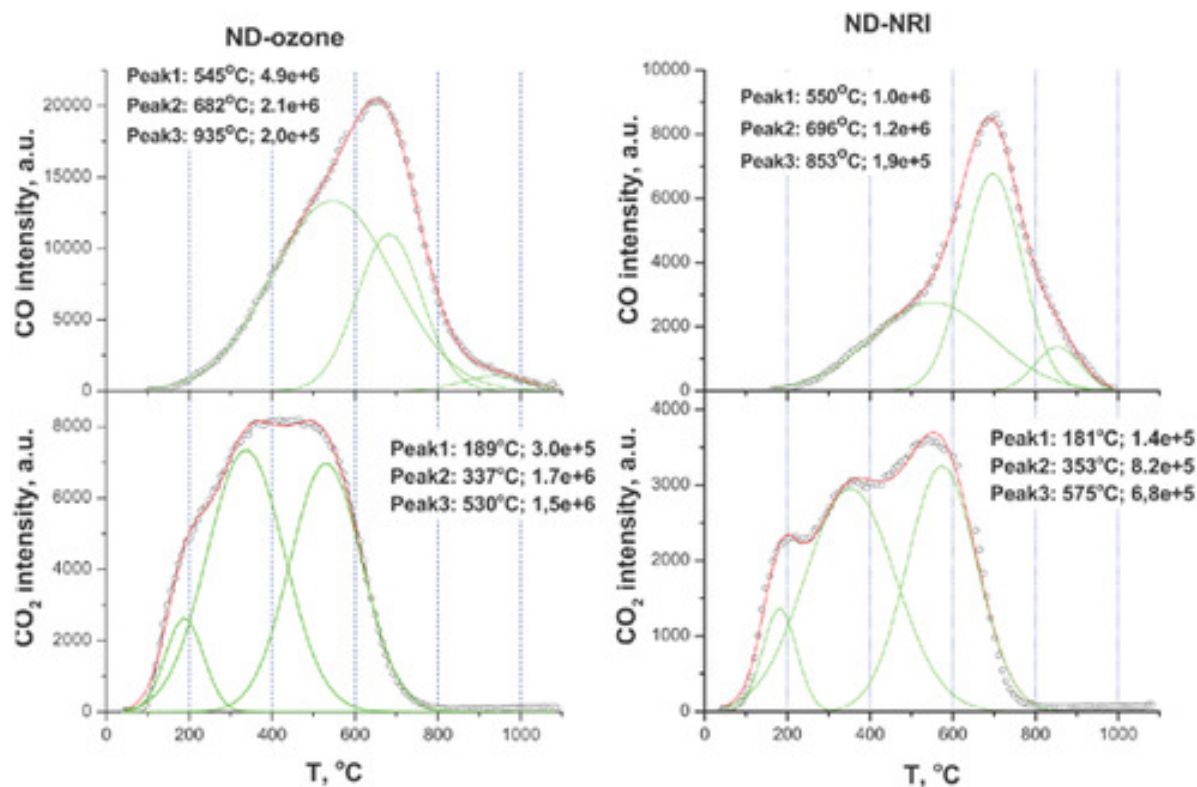 ND-ozone
Peak1: 545°C; 4.9e+6
Peak2: 682°C; 2.1e+6
Peak3: 935°C; 2,0e+5
CO intensity, a.u.
20000
15000
10000
5000
0
ND-NRI
Peak1: 550°C; 1.0e+6
Peak2: 696°C; 1.2e+6
Peak3: 853°C; 1,9e+5
CO intensity, a.u.
10000
8000
6000
4000
2000
0
Peak1: 189°C; 3.0e+5
Peak2: 337°C; 1.7e+6
Peak3: 530°C; 1,5e+6
CO₂ intensity, a.u.
8000
6000
4000
2000
0
0 200 400 600 800 1000
T, °C
Peak1: 181°C; 1.4e+5
Peak2: 353°C; 8.2e+5
Peak3: 575°C; 6,8e+5
CO₂ intensity, a.u.
4000
3000
2000
1000
0
0 200 400 600 800 1000
T, °C